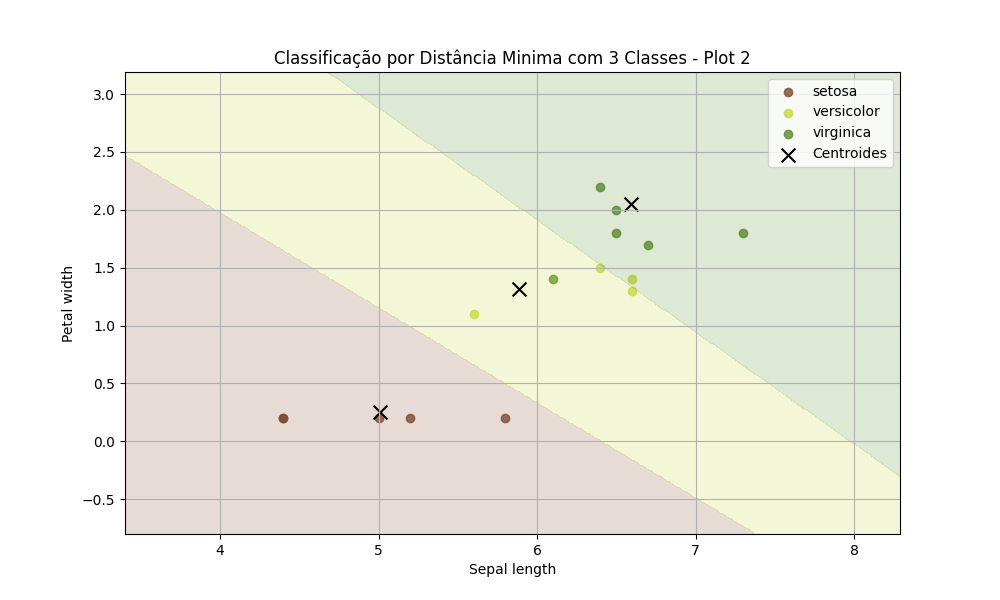 Classificação por Distância Minima com 3 Classes - Plot 2
setosa
versicolor
virginica
Centroides
3.0
2.5
2.0
1.5
1.0
0.5
0.0
−0.5
Petal width
4 5 6 7 8
Sepal length